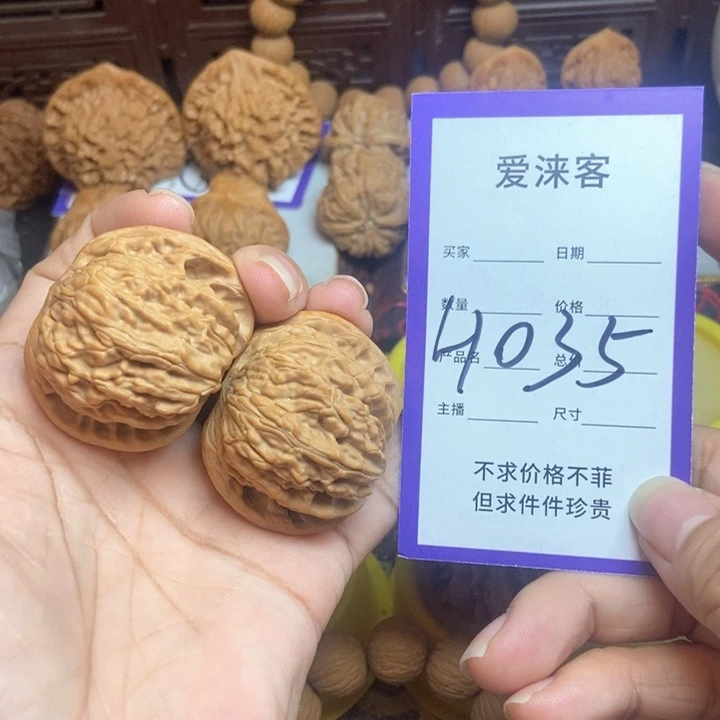 爱涞客
买家 日期
数量 价格
4035
产品名 总价
主播 尺寸
不求价格不菲
但求件件珍贵